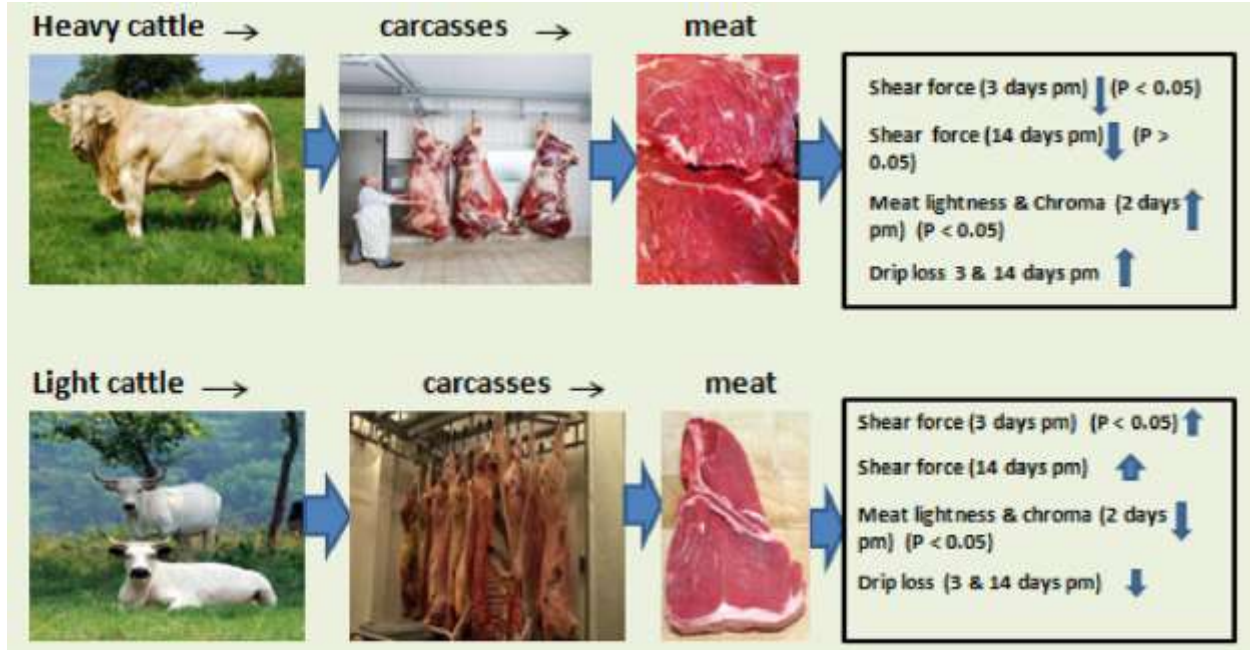 Heavy cattle → carcasses → meat
Shear force (3 days pm) ↓ (P < 0.05)
Shear force (14 days pm) ↓ (P >
0.05)
Meat lightness & Chroma (2 days ↑
pm) (P < 0.05)
Drip loss 3 & 14 days pm ↑
Light cattle → carcasses → meat
Shear force (3 days pm) (P < 0.05) ↑
Shear force (14 days pm) ↑
Meat lightness & chroma (2 days ↓
pm) (P < 0.05)
Drip loss (3 & 14 days pm) ↓